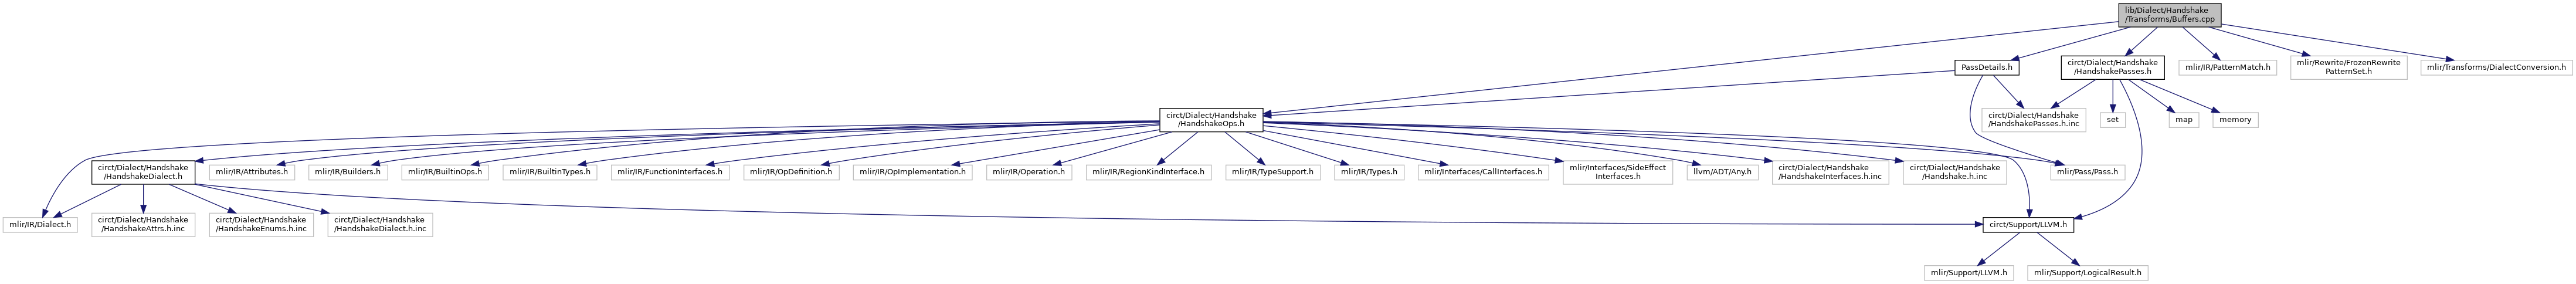 lib/Dialect/Handshake
/Transforms/Buffers.cpp
PassDetails.h
circt/Dialect/Handshake
/HandshakePasses.h
mlir/IR/PatternMatch.h
mlir/Rewrite/FrozenRewrite
PatternSet.h
mlir/Transforms/DialectConversion.h
circt/Dialect/Handshake
/HandshakeOps.h
circt/Dialect/Handshake
/HandshakePasses.h.inc
set
map
memory
circt/Dialect/Handshake
/HandshakeDialect.h
mlir/IR/Attributes.h
mlir/IR/Builders.h
mlir/IR/BuiltinOps.h
mlir/IR/BuiltinTypes.h
mlir/IR/FunctionInterfaces.h
mlir/IR/OpDefinition.h
mlir/IR/OpImplementation.h
mlir/IR/Operation.h
mlir/IR/RegionKindInterface.h
mlir/IR/TypeSupport.h
mlir/IR/Types.h
mlir/Interfaces/CallInterfaces.h
mlir/Interfaces/SideEffect
Interfaces.h
llvm/ADT/Any.h
circt/Dialect/Handshake
/HandshakeInterfaces.h.inc
circt/Dialect/Handshake
/Handshake.h.inc
mlir/Pass/Pass.h
mlir/IR/Dialect.h
circt/Dialect/Handshake
/HandshakeAttrs.h.inc
circt/Dialect/Handshake
/HandshakeEnums.h.inc
circt/Dialect/Handshake
/HandshakeDialect.h.inc
circt/Support/LLVM.h
mlir/Support/LLVM.h
mlir/Support/LogicalResult.h